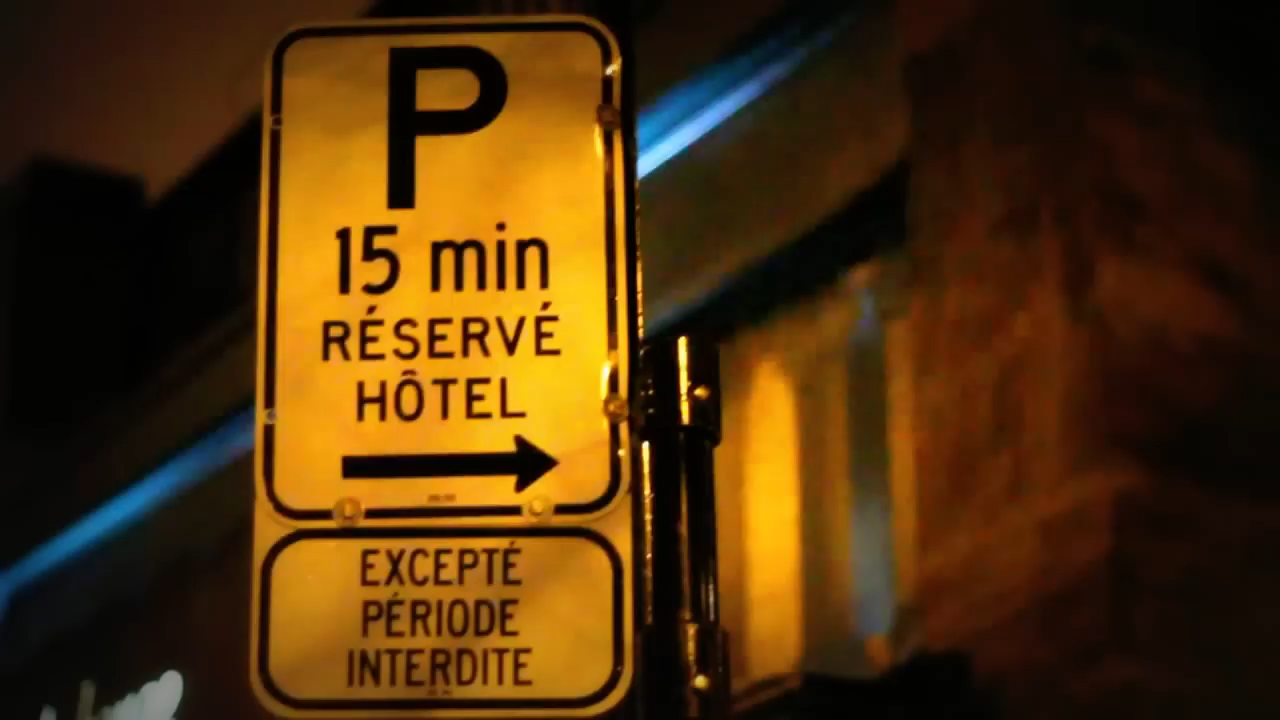 P
15 min
RÉSERVÉ
HÔTEL
EXCEPTÉ
PÉRIODE
INTERDITE